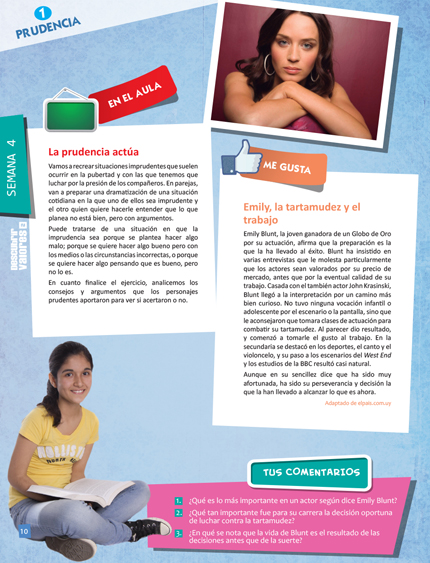 1
PRUDENCIA
EN EL AULA
SEMANA 4
La prudencia actúa
Vamos a recrear situaciones imprudentes que suelen
ocurrir en la pubertad y con las que tenemos que
luchar por la presión de los compañeros. En parejas,
van a preparar una dramatización de una situación
cotidiana en la que uno de ellos sea imprudente y
el otro quien quiere hacerle entender que lo que
planea no está bien, pero con argumentos.
Puede tratarse de una situación en que la
imprudencia sea porque se plantea hacer algo
malo; porque se quiere hacer algo bueno pero con
los medios o las circunstancias incorrectas, o porque
se quiere hacer algo pensando que es bueno, pero
no lo es.
En cuanto finalice el ejercicio, analicemos los
consejos y argumentos que los personajes
prudentes aportaron para ver si acertaron o no.
ME GUSTA
Emily, la tartamudez y el
trabajo
Emily Blunt, la joven ganadora de un Globo de Oro
por su actuación, afirma que la preparación es la
que la ha llevado al éxito. Blunt ha insistido en
varias entrevistas que le molesta particularmente
que los actores sean valorados por su precio de
mercado, antes que por la eventual calidad de su
trabajo. Casada con el también actor John Krasinski,
Blunt llegó a la interpretación por un camino más
bien curioso. No tuvo ninguna vocación infantil o
adolescente por el escenario o la pantalla, sino que
le aconsejaron que tomara clases de actuación para
combatir su tartamudez. Al parecer dio resultado,
y comenzó a tomarle el gusto al trabajo. En la
secundaria se destacó en los deportes, el canto y el
violoncelo, y su paso a los escenarios del West End
y los estudios de la BBC resultó casi natural.
Aunque en su sencillez dice que ha sido muy
afortunada, ha sido su perseverancia y decisión la
que la han llevado a alcanzar lo que es ahora.
Adaptado de elpais.com.uy
TUS COMENTARIOS
1. ¿Qué es lo más importante en un actor según dice Emily Blunt?
2. ¿Qué tan importante fue para su carrera la decisión oportuna
de luchar contra la tartamudez?
3. ¿En qué se nota que la vida de Blunt es el resultado de las
decisiones antes que de la suerte?
10